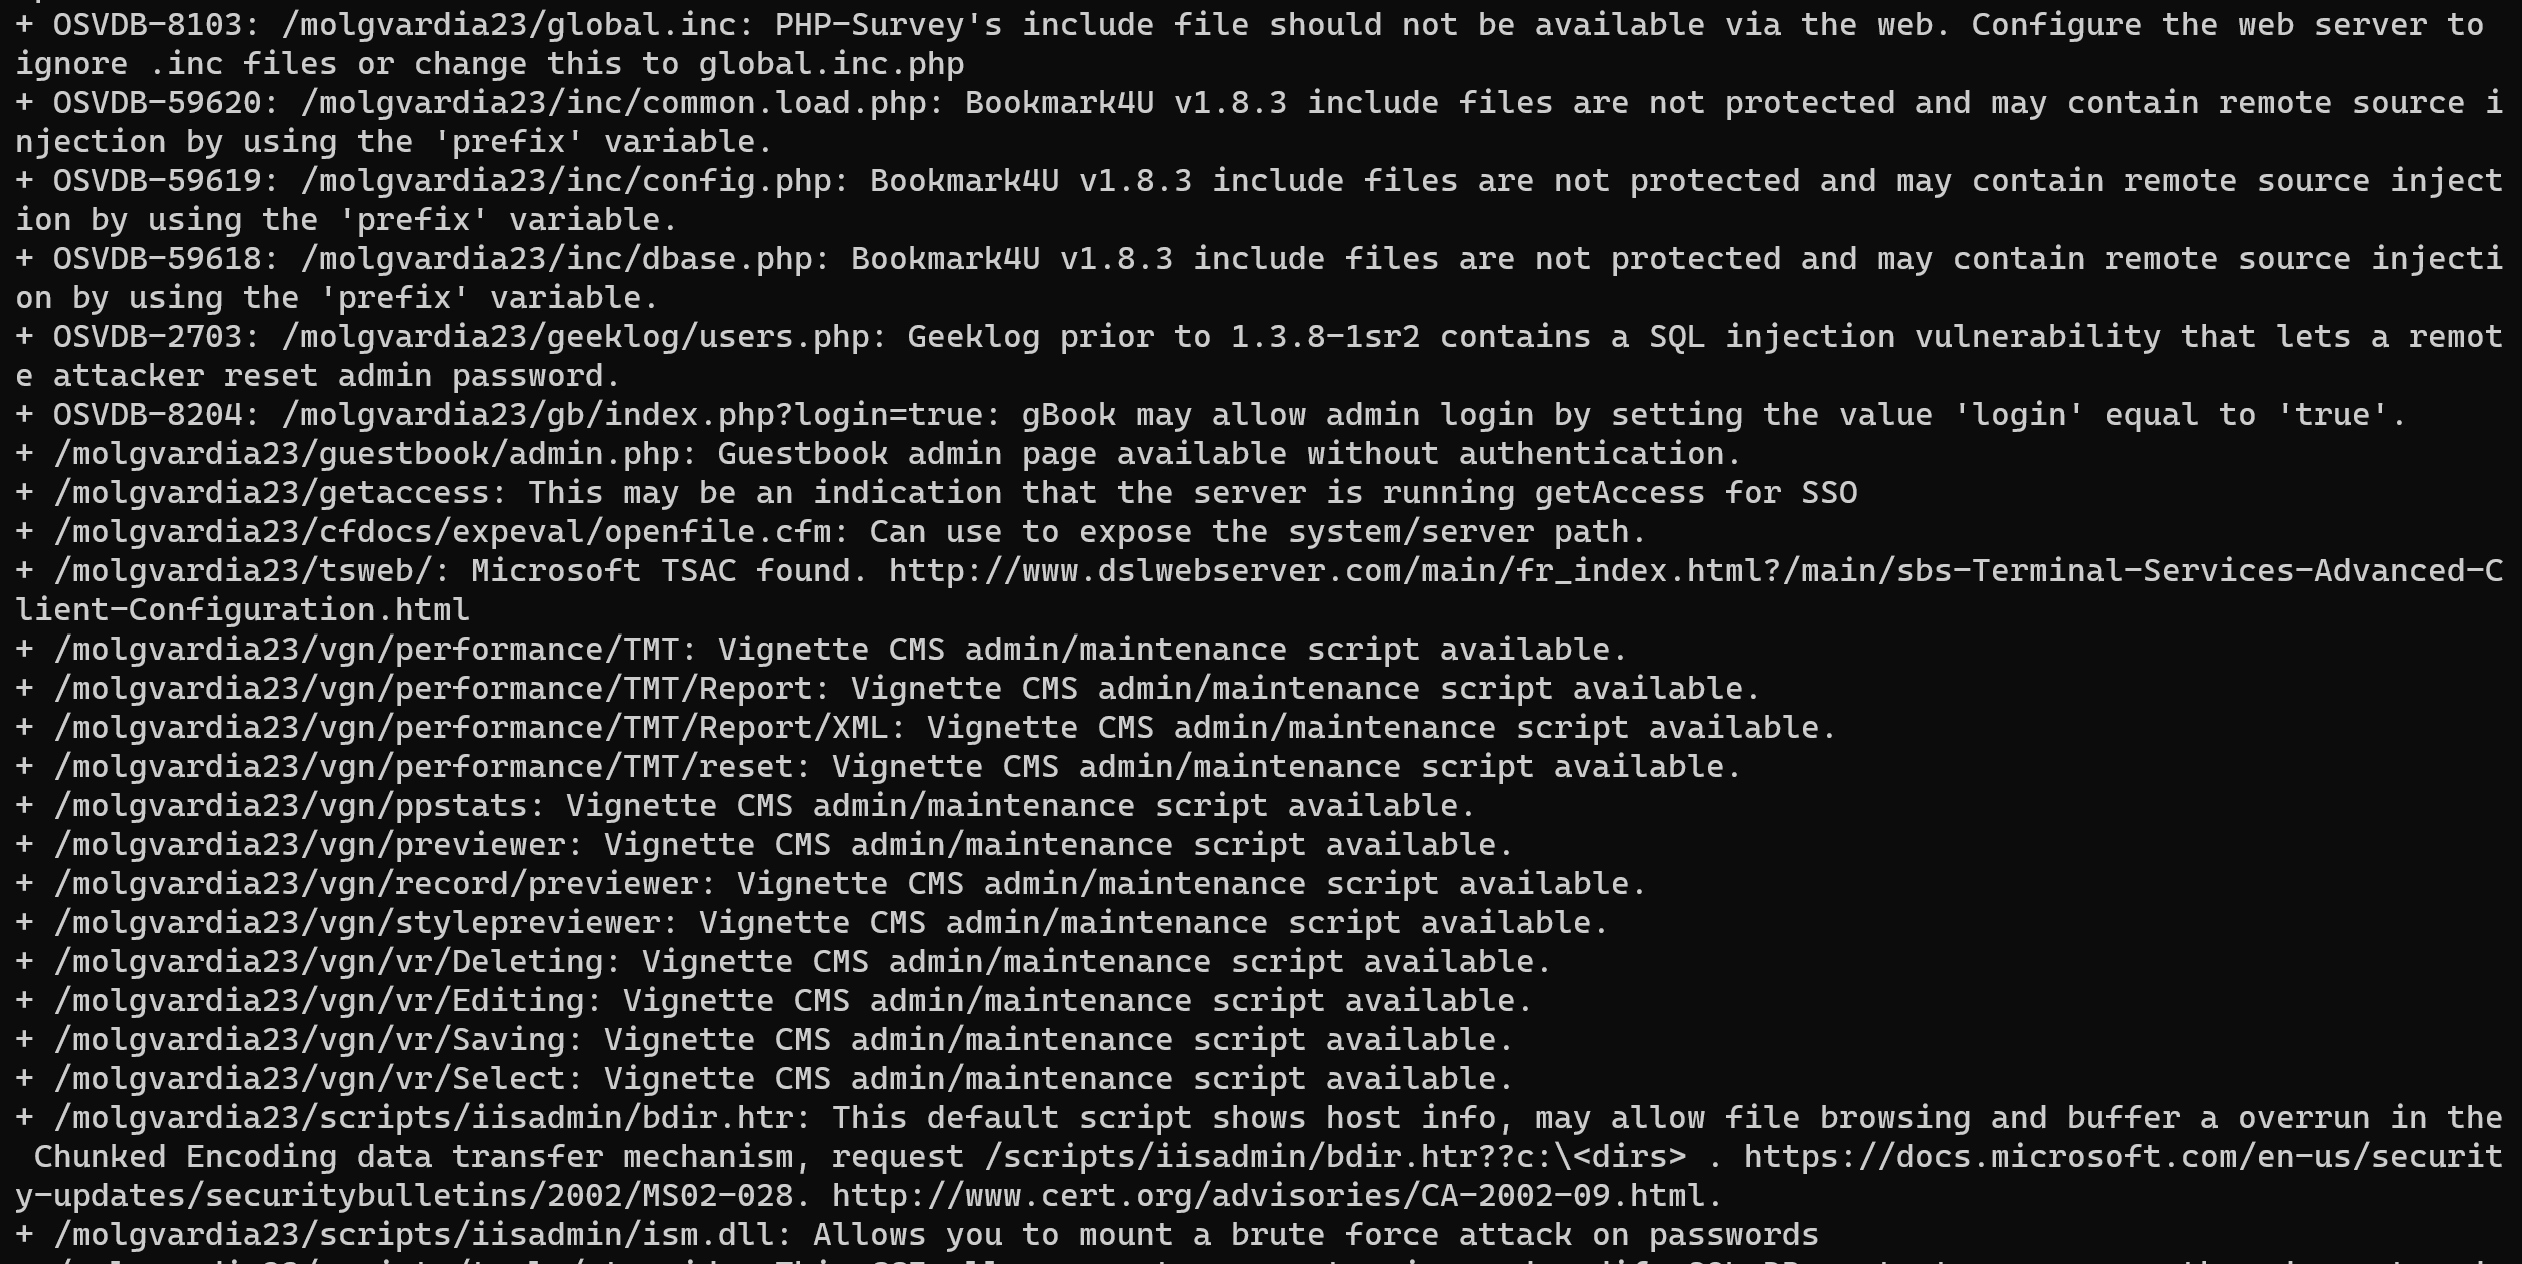 + OSVDB-8103: /molgvardia23/global.inc: PHP-Survey's include file should not be available via the web. Configure the web server to
ignore .inc files or change this to global.inc.php
+ OSVDB-59620: /molgvardia23/inc/common.load.php: Bookmark4U v1.8.3 include files are not protected and may contain remote source i
njection by using the 'prefix' variable.
+ OSVDB-59619: /molgvardia23/inc/config.php: Bookmark4U v1.8.3 include files are not protected and may contain remote source inject
ion by using the 'prefix' variable.
+ OSVDB-59618: /molgvardia23/inc/dbase.php: Bookmark4U v1.8.3 include files are not protected and may contain remote source injecti
on by using the 'prefix' variable.
+ OSVDB-2703: /molgvardia23/geeklog/users.php: Geeklog prior to 1.3.8-1sr2 contains a SQL injection vulnerability that lets a remot
e attacker reset admin password.
+ OSVDB-8204: /molgvardia23/gb/index.php?login=true: gBook may allow admin login by setting the value 'login' equal to 'true'.
+ /molgvardia23/guestbook/admin.php: Guestbook admin page available without authentication.
+ /molgvardia23/getaccess: This may be an indication that the server is running getAccess for SSO
+ /molgvardia23/cfdocs/expeval/openfile.cfm: Can use to expose the system/server path.
+ /molgvardia23/tsweb/: Microsoft TSAC found. http://www.dslwebserver.com/main/fr_index.html?/main/sbs-Terminal-Services-Advanced-C
lient-Configuration.html
+ /molgvardia23/vgn/performance/TMT: Vignette CMS admin/maintenance script available.
+ /molgvardia23/vgn/performance/TMT/Report: Vignette CMS admin/maintenance script available.
+ /molgvardia23/vgn/performance/TMT/Report/XML: Vignette CMS admin/maintenance script available.
+ /molgvardia23/vgn/performance/TMT/reset: Vignette CMS admin/maintenance script available.
+ /molgvardia23/vgn/ppstats: Vignette CMS admin/maintenance script available.
+ /molgvardia23/vgn/previewer: Vignette CMS admin/maintenance script available.
+ /molgvardia23/vgn/record/previewer: Vignette CMS admin/maintenance script available.
+ /molgvardia23/vgn/stylepreviewer: Vignette CMS admin/maintenance script available.
+ /molgvardia23/vgn/vr/Deleting: Vignette CMS admin/maintenance script available.
+ /molgvardia23/vgn/vr/Editing: Vignette CMS admin/maintenance script available.
+ /molgvardia23/vgn/vr/Saving: Vignette CMS admin/maintenance script available.
+ /molgvardia23/vgn/vr/Select: Vignette CMS admin/maintenance script available.
+ /molgvardia23/scripts/iisadmin/bdir.htr: This default script shows host info, may allow file browsing and buffer a overrun in the
 Chunked Encoding data transfer mechanism, request /scripts/iisadmin/bdir.htr??c:\<dirs> . https://docs.microsoft.com/en-us/securit
y-updates/securitybulletins/2002/MS02-028. http://www.cert.org/advisories/CA-2002-09.html.
+ /molgvardia23/scripts/iisadmin/ism.dll: Allows you to mount a brute force attack on passwords